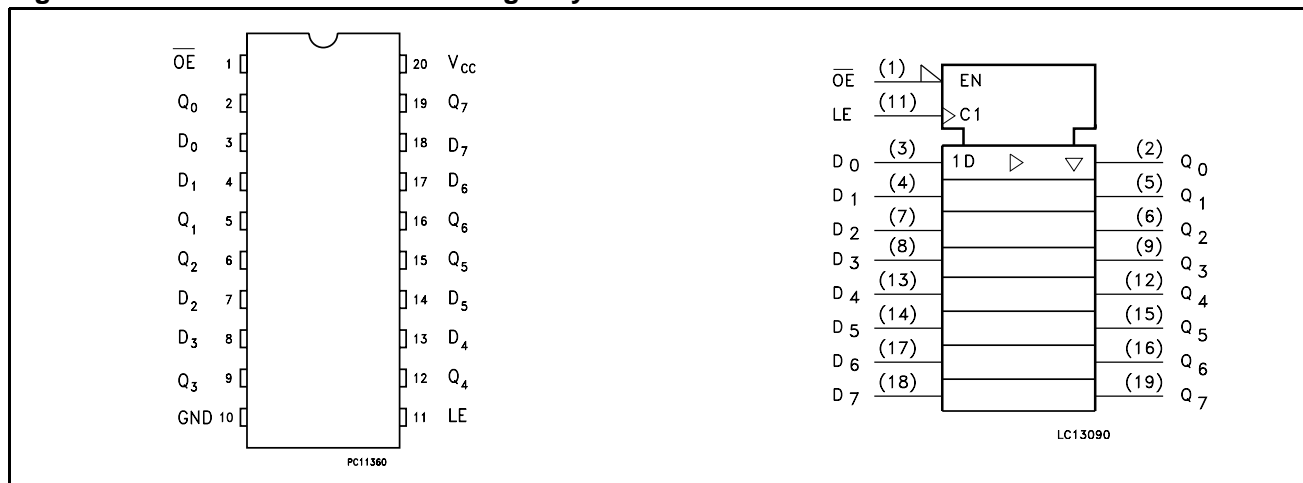 O̅E̅ 1 20 VCC
Q0 2 19 Q7
D0 3 18 D7
D1 4 17 D6
Q1 5 16 Q6
Q2 6 15 Q5
D2 7 14 D5
D3 8 13 D4
Q3 9 12 Q4
GND 10 11 LE
PC11360
O̅E̅ (1) EN
LE (11) C1
D0 (3) 1D (2) Q0
D1 (4) (5) Q1
D2 (7) (6) Q2
D3 (8) (9) Q3
D4 (13) (12) Q4
D5 (14) (15) Q5
D6 (17) (16) Q6
D7 (18) (19) Q7
LC13090